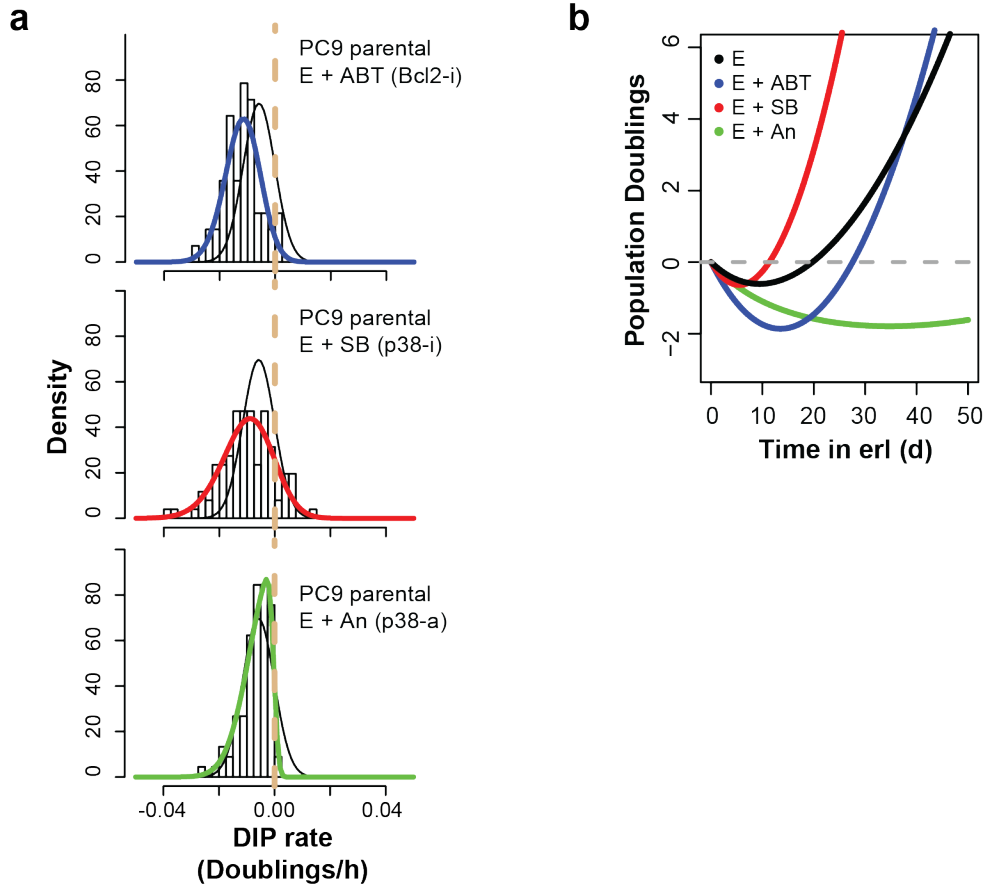 a
PC9 parental
E + ABT (Bcl2-i)
0 20 40 60 80
PC9 parental
E + SB (p38-i)
0 20 40 60 80
Density
PC9 parental
E + An (p38-a)
0 20 40 60 80
-0.04 0.00 0.04
DIP rate
(Doublings/h)
b
E
E + ABT
E + SB
E + An
−2 0 2 4 6
Population Doublings
0 10 20 30 40 50
Time in erl (d)